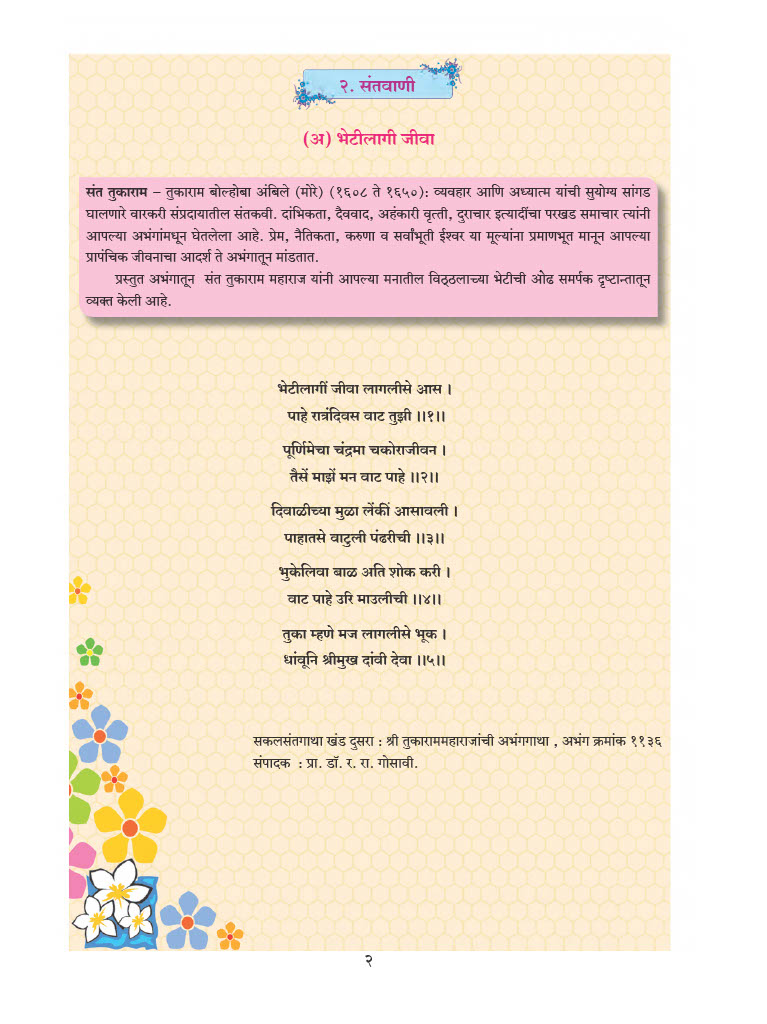 २. संतवाणी
(अ) भेटीलागी जीवा
संत तुकाराम – तुकाराम बोल्होबा अंबिले (मोरे) (१६०८ ते १६५०): व्यवहार आणि अध्यात्म यांची सुयोग्य सांगड
घालणारे वारकरी संप्रदायातील संतकवी. दांभिकता, दैववाद, अहंकारी वृत्ती, दुराचार इत्यादींचा परखड समाचार त्यांनी
आपल्या अभंगांमधून घेतलेला आहे. प्रेम, नैतिकता, करुणा व सर्वांभूती ईश्वर या मूल्यांना प्रमाणभूत मानून आपल्या
प्रापंचिक जीवनाचा आदर्श ते अभंगातून मांडतात.
प्रस्तुत अभंगातून संत तुकाराम महाराज यांनी आपल्या मनातील विठ्ठलाच्या भेटीची ओढ समर्पक दृष्टान्तातून
व्यक्त केली आहे.
भेटीलागीं जीवा लागलीसे आस ।
पाहे रात्रंदिवस वाट तुझी ।।१।।
पूर्णिमेचा चंद्रमा चकोराजीवन ।
तैसें माझें मन वाट पाहे ।।२।।
दिवाळीच्या मुळा लेंकीं आसावली ।
पाहातसे वाटुली पंढरीची ।।३।।
भुकेलिवा बाळ अति शोक करी ।
वाट पाहे उरि माउलीची ।।४।।
तुका म्हणे मज लागलीसे भूक ।
धांवूनि श्रीमुख दांवी देवा ।।५।।
सकलसंतगाथा खंड दुसरा : श्री तुकाराममहाराजांची अभंगगाथा , अभंग क्रमांक ११३६
संपादक : प्रा. डॉ. र. रा. गोसावी.
२